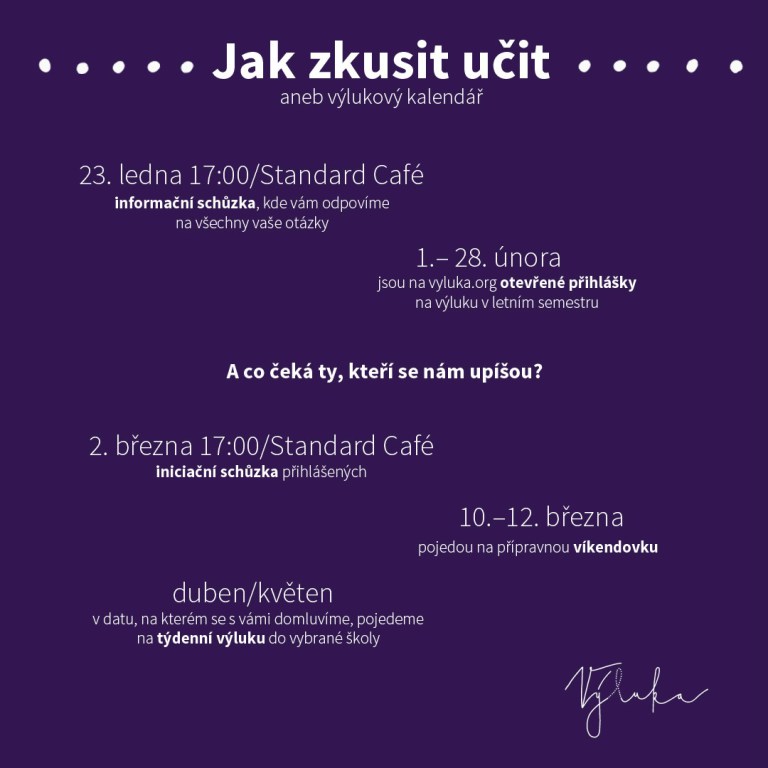 Jak zkusit učit
aneb výlukový kalendář
23. ledna 17:00/Standard Café
informační schůzka, kde vám odpovíme
na všechny vaše otázky
1.– 28. února
jsou na vyluka.org otevřené přihlášky
na výluku v letním semestru
A co čeká ty, kteří se nám upíšou?
2. března 17:00/Standard Café
iniciační schůzka přihlášených
10.–12. března
pojedou na přípravnou víkendovku
duben/květen
v datu, na kterém se s vámi domluvíme, pojedeme
na týdenní výluku do vybrané školy
Výluka